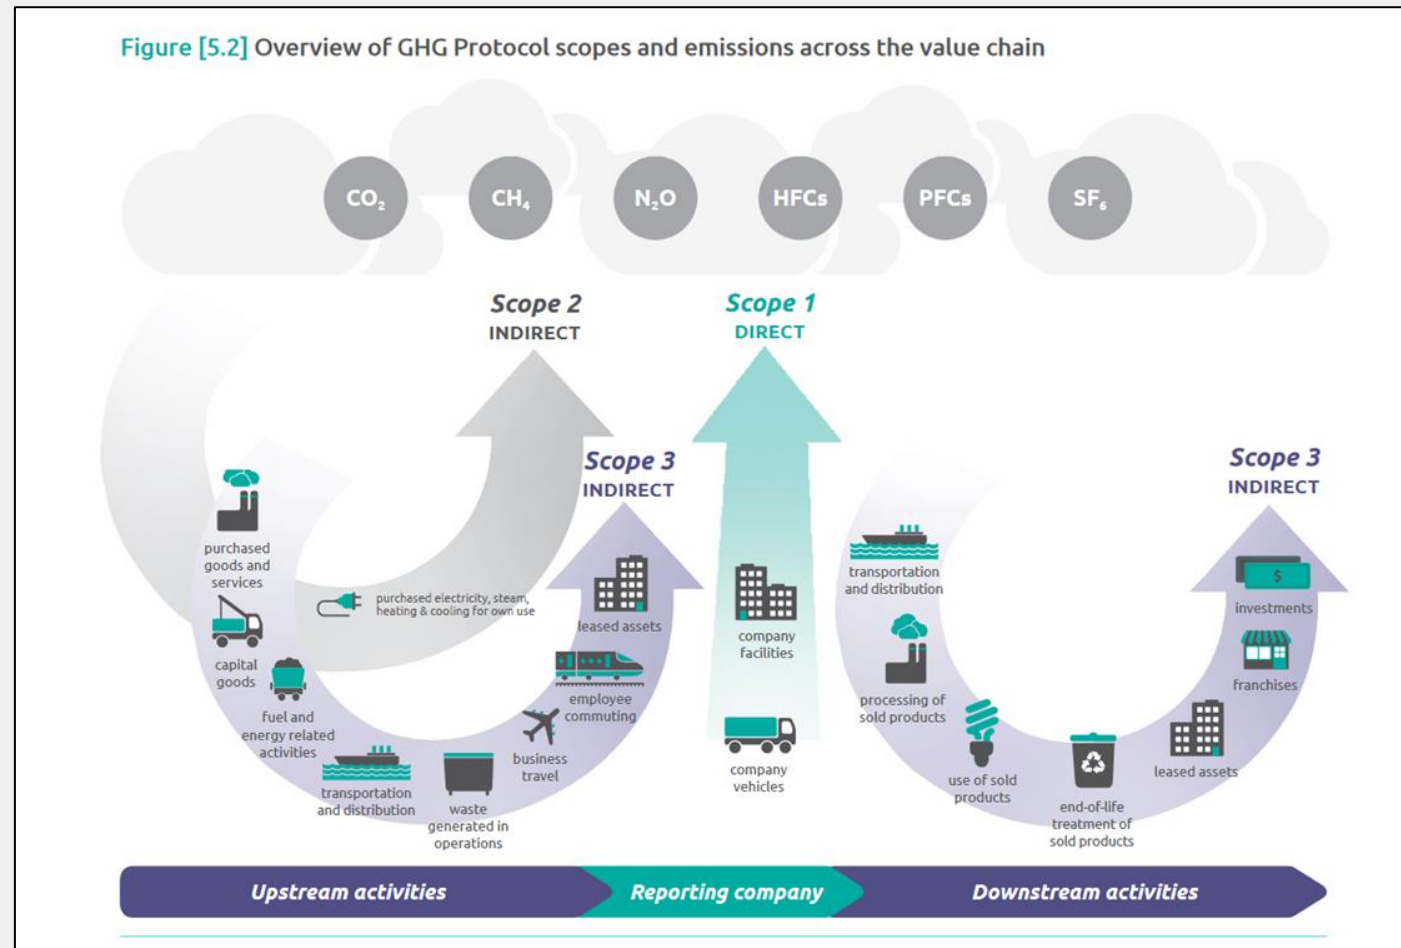 Figure [5.2] Overview of GHG Protocol scopes and emissions across the value chain
CO₂
CH₄
N₂O
HFCs
PFCs
SF₆
Scope 2
INDIRECT
Scope 1
DIRECT
Scope 3
INDIRECT
Scope 3
INDIRECT
purchased
goods and
services
capital
goods
fuel and
energy related
activities
transportation
and distribution
waste
generated in
operations
business
travel
employee
commuting
leased assets
purchased electricity, steam,
heating & cooling for own use
company
facilities
company
vehicles
transportation
and distribution
processing of
sold products
use of sold
products
end-of-life
treatment of
sold products
leased assets
franchises
investments
$
Upstream activities
Reporting company
Downstream activities